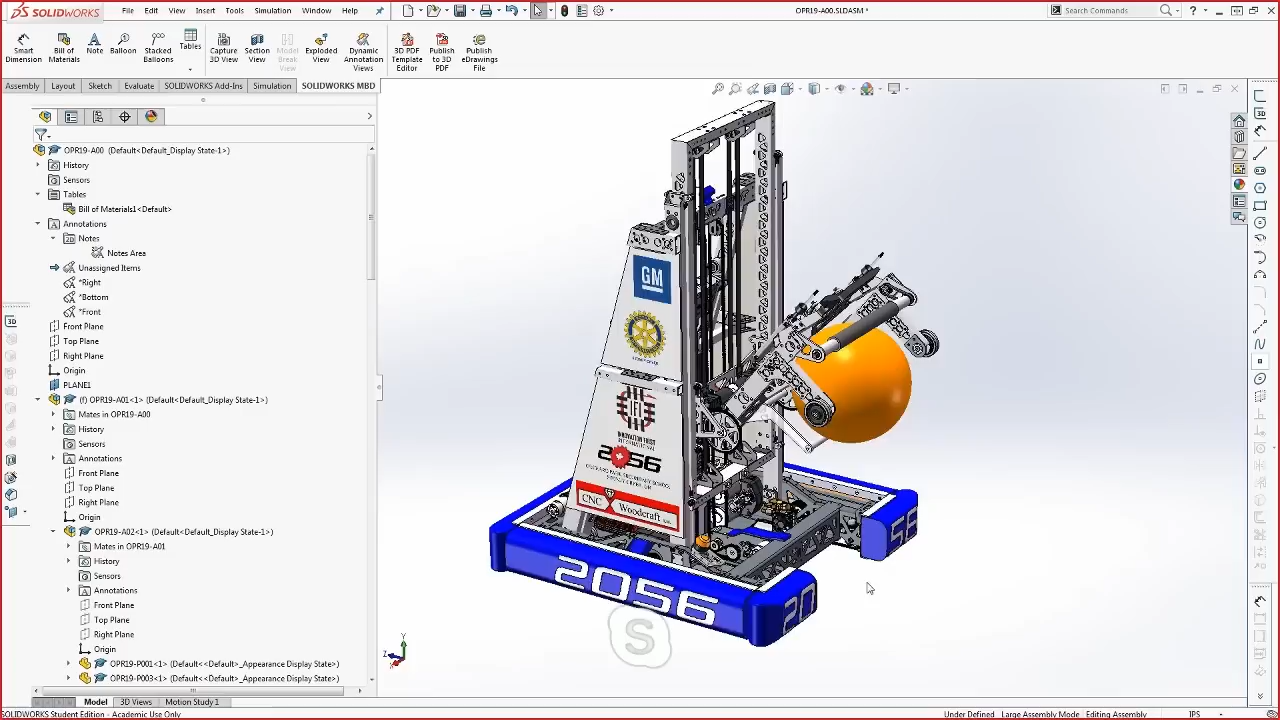 SOLIDWORKS
File Edit View Insert Tools Simulation Window Help
OPR19-A00.SLDASM *
Search Commands
Smart Dimension
Bill of Materials
Note
Balloon
Stacked Balloons
Tables
Capture 3D View
Section View
Model Break View
Exploded View
Dynamic Annotation Views
3D PDF Template Editor
Publish to 3D PDF
Publish eDrawings File
Assembly Layout Sketch Evaluate SOLIDWORKS Add-Ins Simulation SOLIDWORKS MBD
OPR19-A00 (Default<Default_Display State-1>)
History
Sensors
Tables
Bill of Materials1 <Default>
Annotations
Notes
Notes Area
Unassigned Items
*Right
*Bottom
*Front
Front Plane
Top Plane
Right Plane
Origin
PLANE1
(f) OPR19-A01<1> (Default<Default_Display State-1>)
Mates in OPR19-A00
History
Sensors
Annotations
Front Plane
Top Plane
Right Plane
Origin
OPR19-A02<1> (Default<Default_Display State-1>)
Mates in OPR19-A01
History
Sensors
Annotations
Front Plane
Top Plane
Right Plane
Origin
OPR19-P001<1> (Default<<Default>_Appearance Display State>)
OPR19-P003<1> (Default<<Default>_Appearance Display State>)
GM
IFI
INNOVATION FIRST
INTERNATIONAL
2056
CNC Woodcraft
2056
20
56
S
Y
Z
X
Model 3D Views Motion Study 1
SOLIDWORKS Student Edition - Academic Use Only
Under Defined Large Assembly Mode Editing Assembly IPS